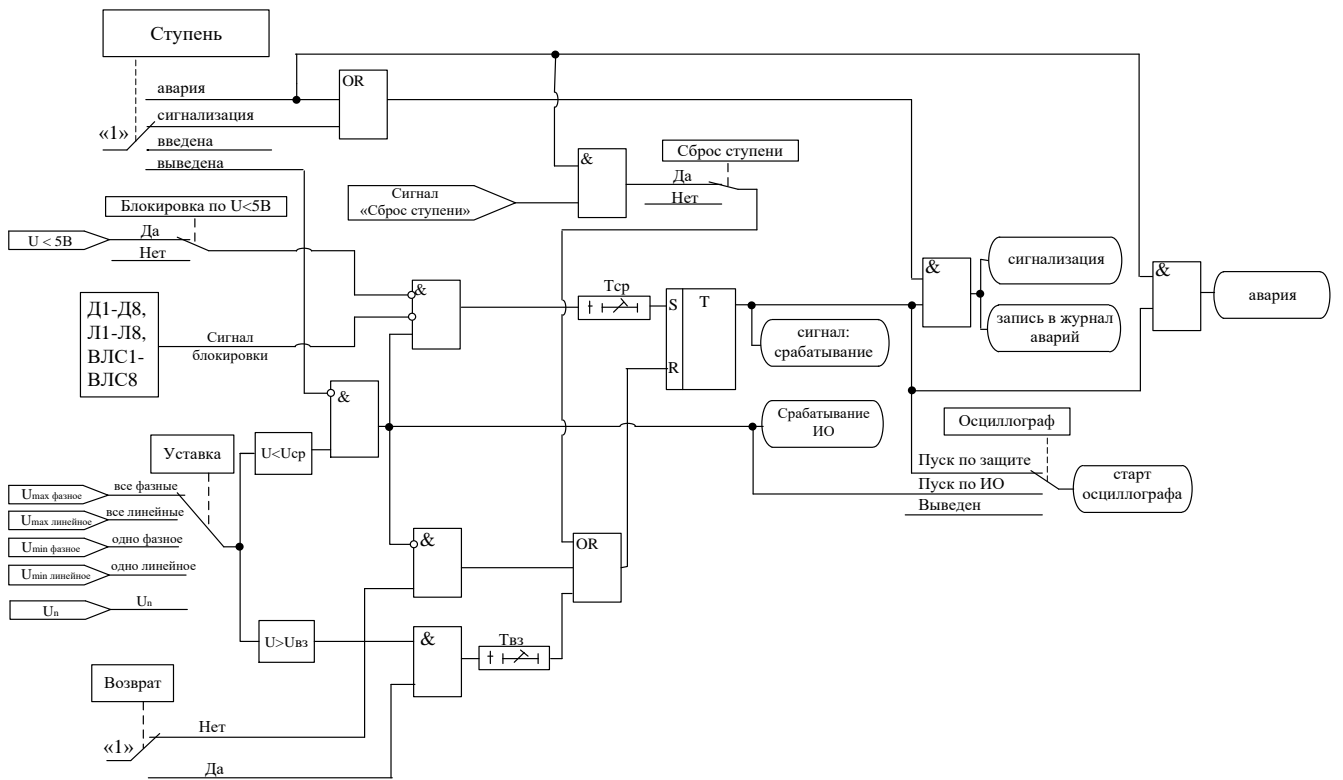 Ступень
авария
сигнализация
«1»
введена
выведена
OR
&
Сброс ступени
Да
Нет
Сигнал
«Сброс ступени»
Блокировка по U<5В
Да
Нет
U < 5В
&
Д1-Д8,
Л1-Л8,
ВЛС1-
ВЛС8
Сигнал
блокировки
Tср
S
T
R
сигнал:
срабатывание
&
сигнализация
запись в журнал
аварий
&
авария
&
Срабатывание
ИО
Осциллограф
Пуск по защите
Пуск по ИО
Выведен
старт
осциллографа
Уставка
U<Uср
Umax фазное
все фазные
Umax линейное
все линейные
Umin фазное
одно фазное
Umin линейное
одно линейное
Un
Un
&
OR
U>Uвз
&
Tвз
Возврат
Нет
«1»
Да